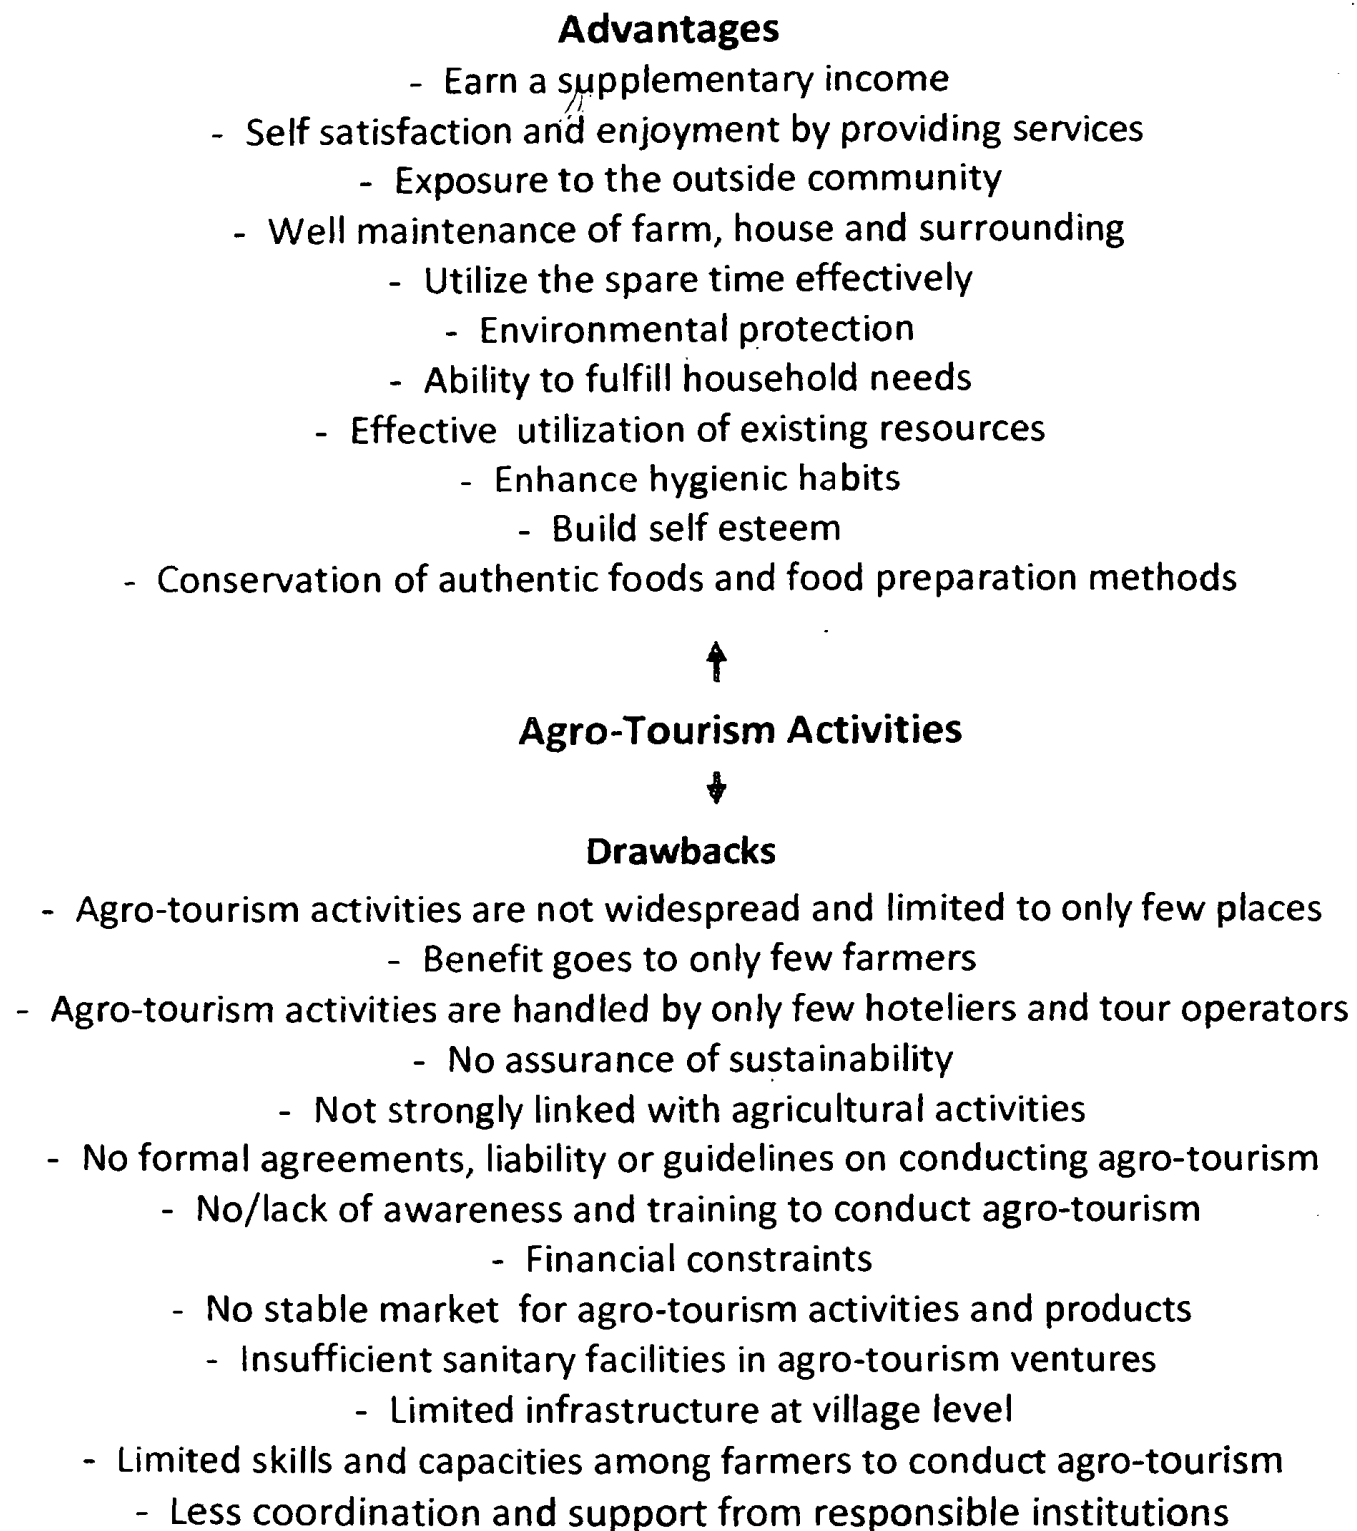 Advantages
- Earn a supplementary income
- Self satisfaction and enjoyment by providing services
- Exposure to the outside community
- Well maintenance of farm, house and surrounding
- Utilize the spare time effectively
- Environmental protection
- Ability to fulfill household needs
- Effective utilization of existing resources
- Enhance hygienic habits
- Build self esteem
- Conservation of authentic foods and food preparation methods
Agro-Tourism Activities
Drawbacks
- Agro-tourism activities are not widespread and limited to only few places
- Benefit goes to only few farmers
- Agro-tourism activities are handled by only few hoteliers and tour operators
- No assurance of sustainability
- Not strongly linked with agricultural activities
- No formal agreements, liability or guidelines on conducting agro-tourism
- No/lack of awareness and training to conduct agro-tourism
- Financial constraints
- No stable market for agro-tourism activities and products
- Insufficient sanitary facilities in agro-tourism ventures
- Limited infrastructure at village level
- Limited skills and capacities among farmers to conduct agro-tourism
- Less coordination and support from responsible institutions